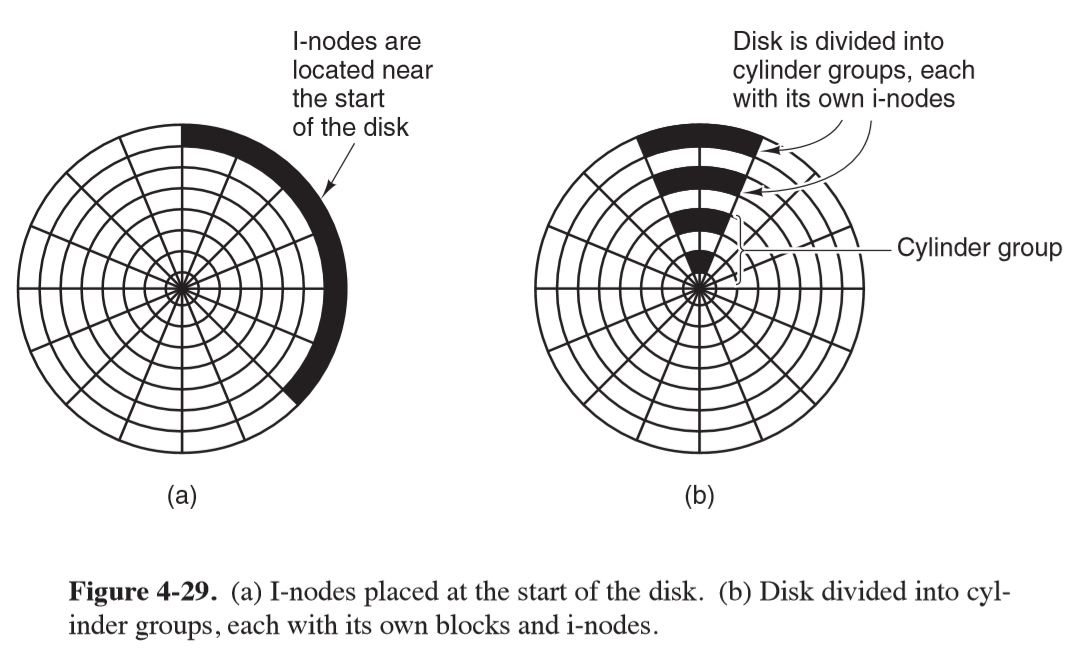 I-nodes are
located near
the start
of the disk
Disk is divided into
cylinder groups, each
with its own i-nodes
Cylinder group
(a)
(b)
Figure 4-29. (a) I-nodes placed at the start of the disk. (b) Disk divided into cyl-
inder groups, each with its own blocks and i-nodes.